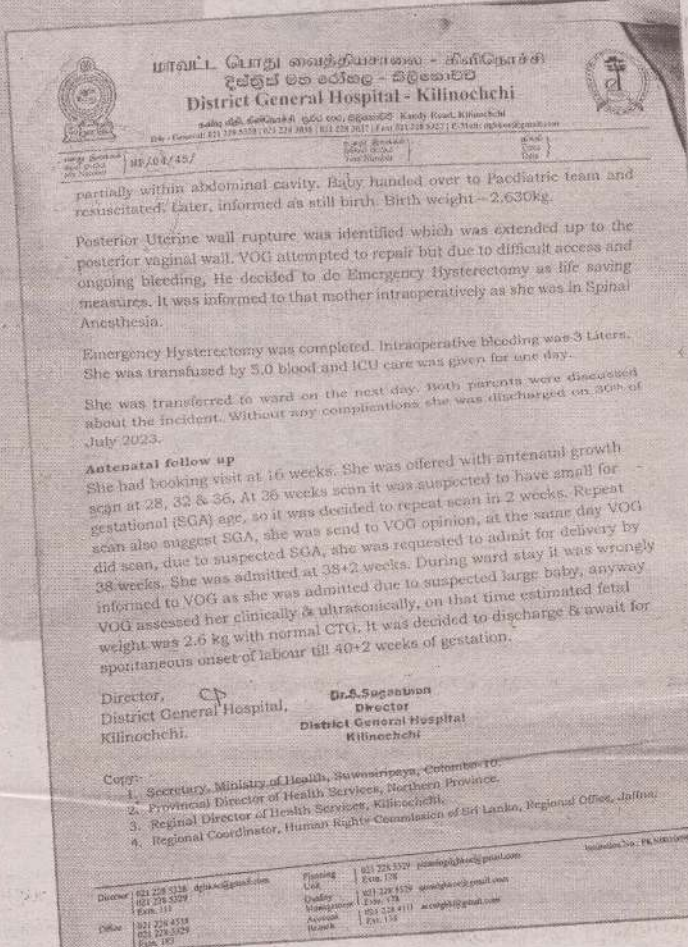 மாவட்ட பொது வைத்தியசாலை - கிளிநொச்சி
දිස්ත්‍රික් මහ රෝහල - කිලිනොච්චි
District General Hospital - Kilinochchi
Kandy Road, Kilinochchi
partially within abdominal cavity. Baby handed over to Paediatric team and
resuscitated. Later, informed as still birth. Birth weight – 2.630kg.
Posterior Uterine wall rupture was identified which was extended up to the
posterior vaginal wall. VOG attempted to repair but due to difficult access and
ongoing bleeding, He decided to do Emergency Hysterectomy as life saving
measures. It was informed to that mother intraoperatively as she was in Spinal
Anesthesia.
Emergency Hysterectomy was completed. Intraoperative bleeding was 3 Liters.
She was transfused by 5.0 blood and ICU care was given for one day.
She was transferred to ward on the next day. Both parents were discussed
about the incident. Without any complications she was discharged on 30th of
July 2023.
Antenatal follow up
She had booking visit at 16 weeks. She was offered with antenatal growth
scan at 28, 32 & 36. At 36 weeks scan it was suspected to have small for
gestational (SGA) age, so it was decided to repeat scan in 2 weeks. Repeat
scan also suggest SGA, she was send to VOG opinion, at the same day VOG
did scan, due to suspected SGA, she was requested to admit for delivery by
38 weeks. She was admitted at 38+2 weeks. During ward stay it was wrongly
informed to VOG as she was admitted due to suspected large baby, anyway
VOG assessed her clinically & ultrasonically, on that time estimated fetal
weight was 2.6 kg with normal CTG. It was decided to discharge & await for
spontaneous onset of labour till 40+2 weeks of gestation.
Director,
District General Hospital,
Kilinochchi.
Director
District General Hospital
Kilinochchi
Copy:-
1. Secretary, Ministry of Health, Suwasiripaya, Colombo-10.
2. Provincial Director of Health Services, Northern Province.
3. Reginal Director of Health Services, Kilinochchi.
4. Regional Coordinator, Human Rights Commission of Sri Lanka, Regional Office, Jaffna.
Director
Office
Planning
Unit
Quality
Management
Account
Branch